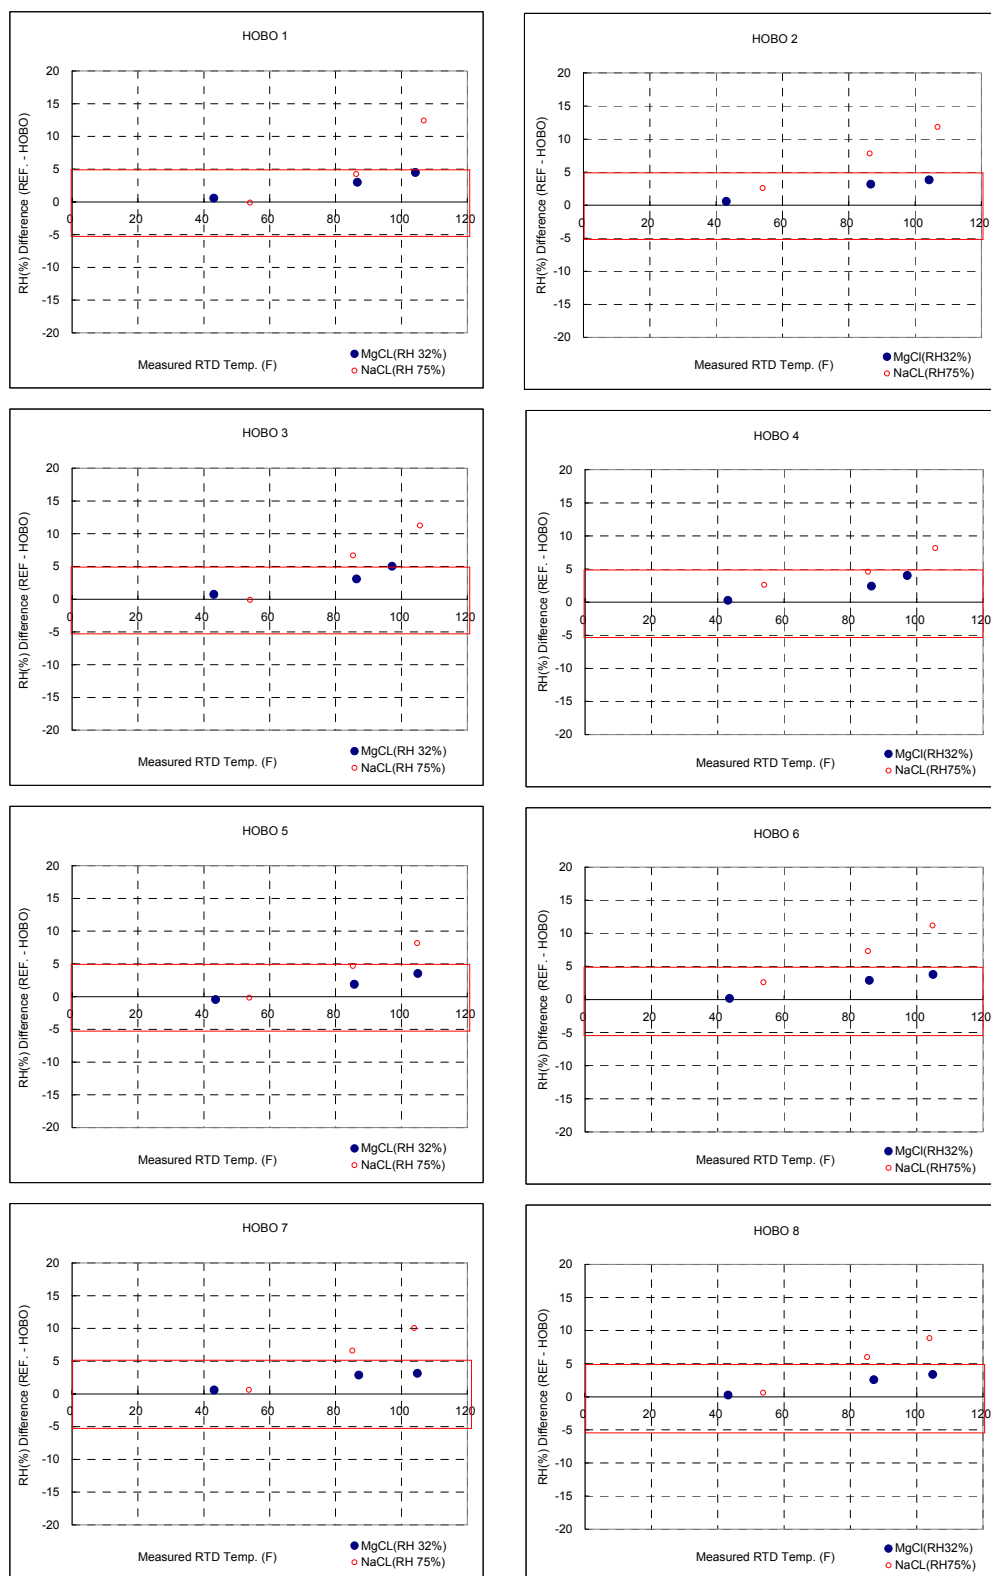 HOBO 1
20
15
10
5
0
-5
-10
-15
-20
0 20 40 60 80 100 120
RH(%) Difference (REF. - HOBO)
Measured RTD Temp. (F)
MgCL(RH 32%)
NaCL(RH 75%)
HOBO 2
20
15
10
5
0
-5
-10
-15
-20
0 20 40 60 80 100 120
RH(%) Difference (REF - HOBO)
Measured RTD Temp. (F)
MgCl(RH32%)
NaCL(RH75%)
HOBO 3
20
15
10
5
0
-5
-10
-15
-20
0 20 40 60 80 100 120
RH(%) Difference (REF. - HOBO)
Measured RTD Temp. (F)
MgCL(RH 32%)
NaCL(RH 75%)
HOBO 4
20
15
10
5
0
-5
-10
-15
-20
0 20 40 60 80 100 120
RH(%) Difference (REF - HOBO)
Measured RTD Temp. (F)
MgCl(RH32%)
NaCL(RH75%)
HOBO 5
20
15
10
5
0
-5
-10
-15
-20
0 20 40 60 80 100 120
RH(%) Difference (REF. - HOBO)
Measured RTD Temp. (F)
MgCL(RH 32%)
NaCL(RH 75%)
HOBO 6
20
15
10
5
0
-5
-10
-15
-20
0 20 40 60 80 100 120
RH(%) Difference (REF - HOBO)
Measured RTD Temp. (F)
MgCl(RH32%)
NaCL(RH75%)
HOBO 7
20
15
10
5
0
-5
-10
-15
-20
0 20 40 60 80 100 120
RH(%) Difference (REF. - HOBO)
Measured RTD Temp. (F)
MgCL(RH 32%)
NaCL(RH 75%)
HOBO 8
20
15
10
5
0
-5
-10
-15
-20
0 20 40 60 80 100 120
RH(%) Difference (REF - HOBO)
Measured RTD Temp. (F)
MgCl(RH32%)
NaCL(RH75%)